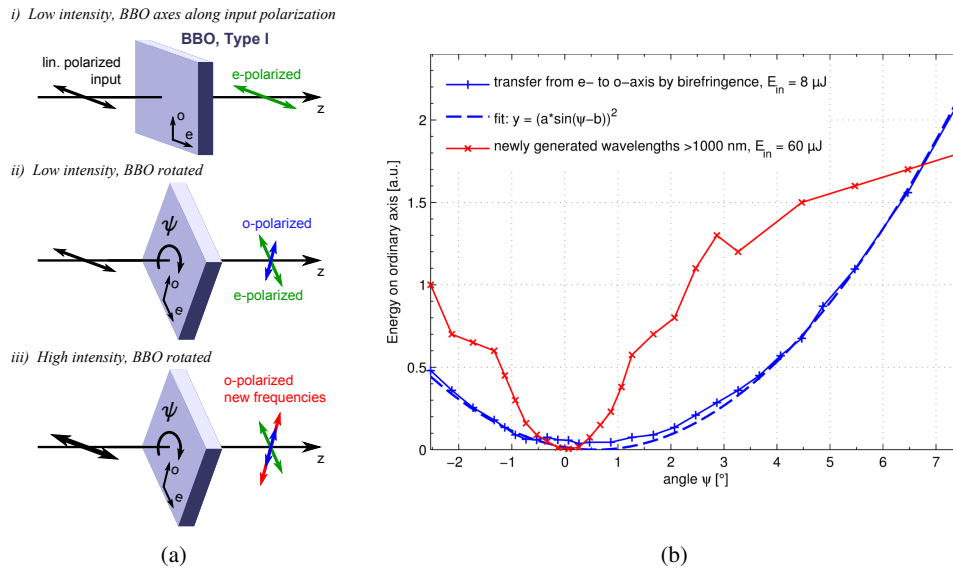 i) Low intensity, BBO axes along input polarization
BBO, Type I
lin. polarized
input
e-polarized
o
e
z
ii) Low intensity, BBO rotated
ψ
o-polarized
o
e
e-polarized
z
iii) High intensity, BBO rotated
o-polarized
new frequencies
ψ
o
e
z
(a)
Energy on ordinary axis [a.u.]
2
1.5
1
0.5
0
−2 −1 0 1 2 3 4 5 6 7
angle ψ [°]
transfer from e− to o−axis by birefringence, E_in = 8 µJ
fit: y = (a*sin(ψ−b))²
newly generated wavelengths >1000 nm, E_in = 60 µJ
(b)